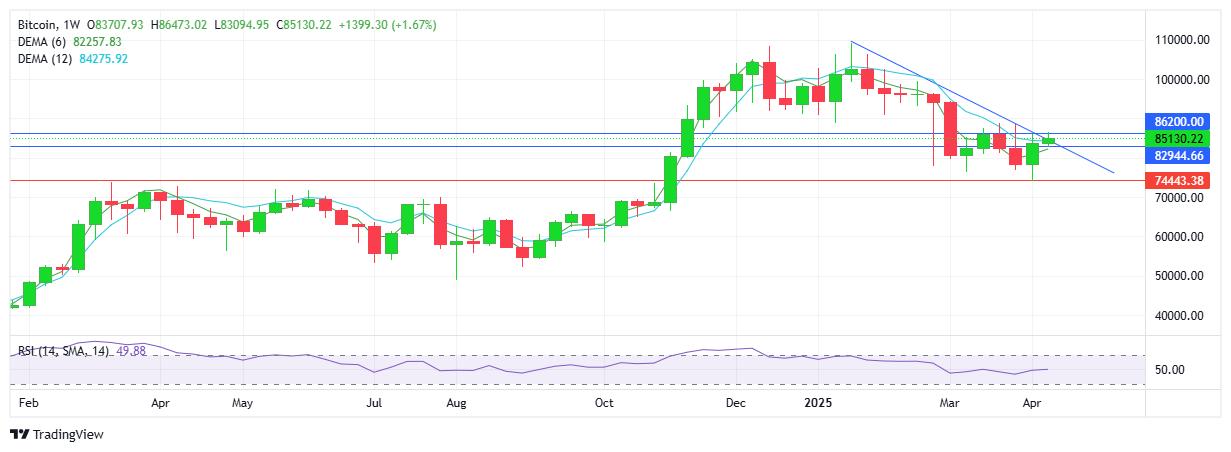 Bitcoin, 1W O83707.93 H86473.02 L83094.95 C85130.22 +1399.30 (+1.67%)
DEMA (6) 82257.83
DEMA (12) 84275.92
110000.00
100000.00
86200.00
85130.22
82944.66
74443.38
70000.00
60000.00
50000.00
40000.00
RSI (14, SMA, 14) 49.88
50.00
Feb Apr May Jul Aug Oct Dec 2025 Mar Apr
TradingView